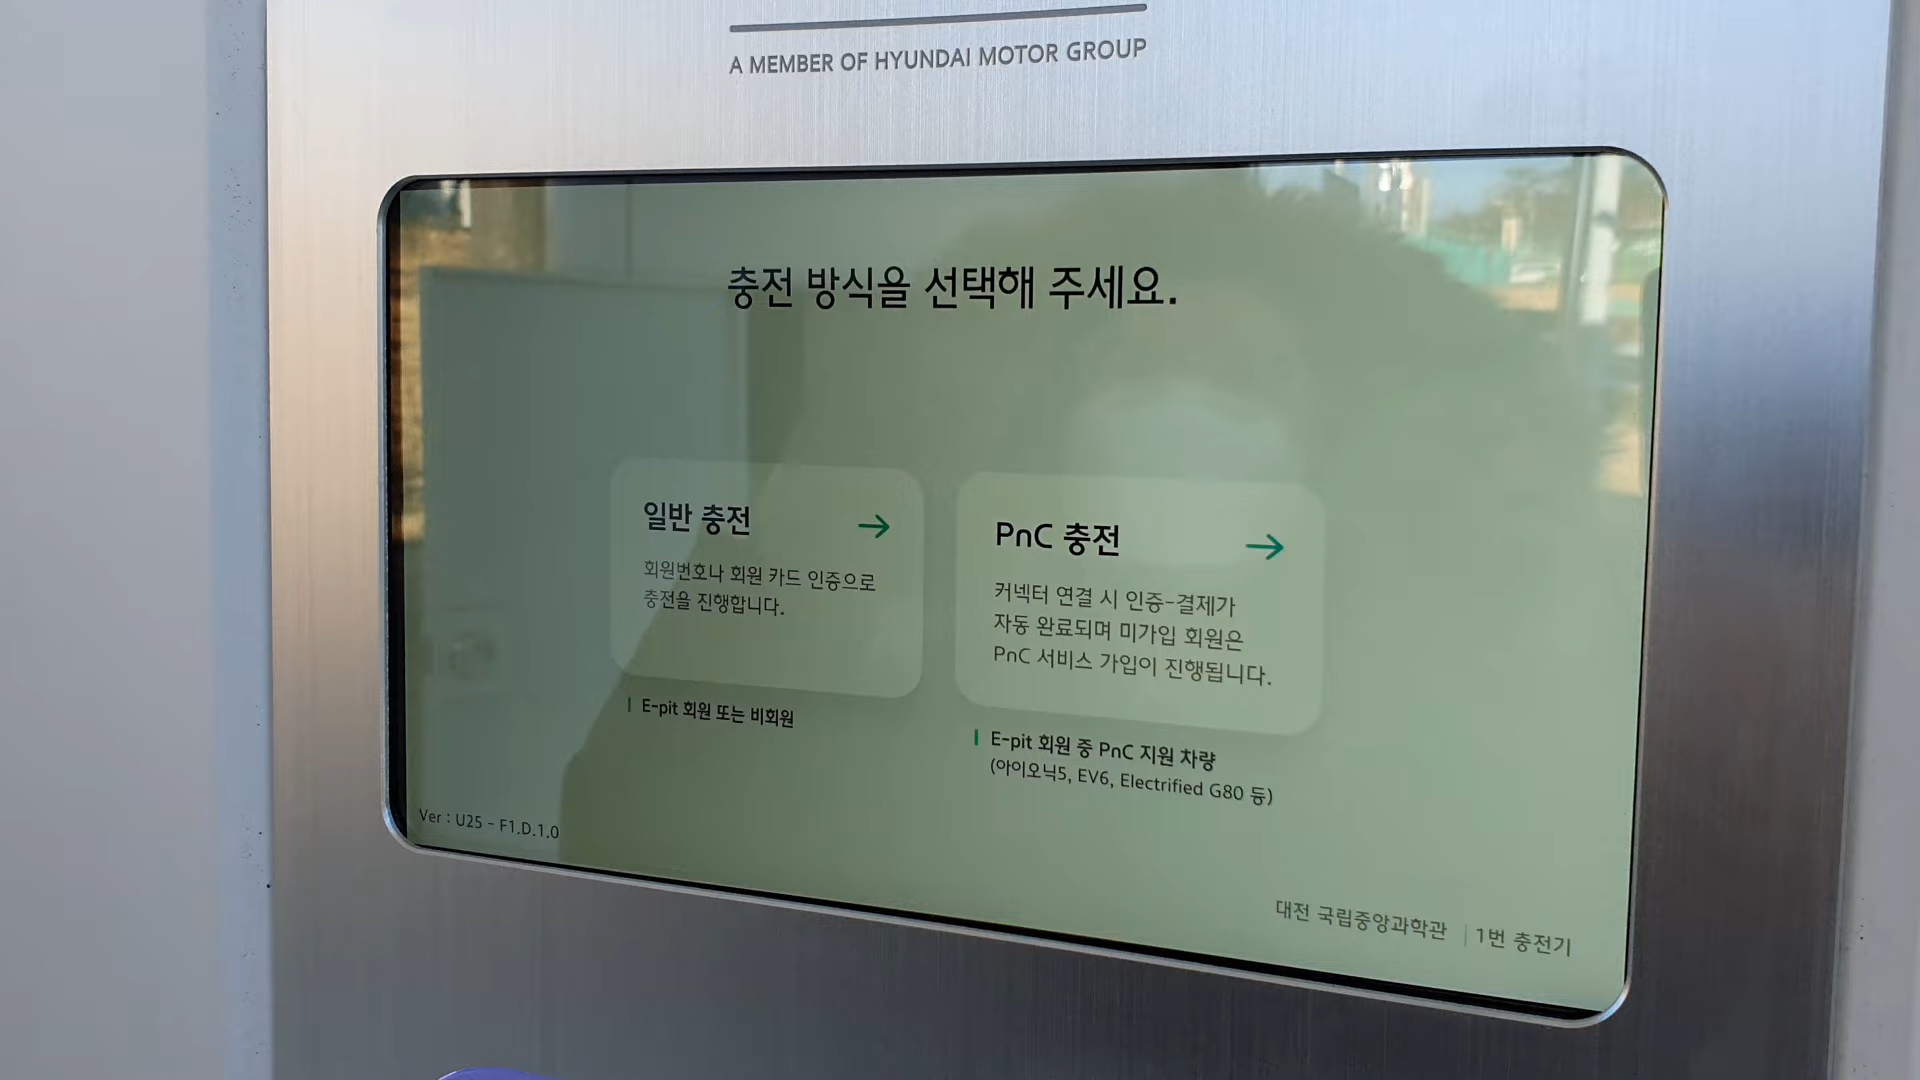 A MEMBER OF HYUNDAI MOTOR GROUP
충전 방식을 선택해 주세요.
일반 충전 →
회원번호나 회원 카드 인증으로
충전을 진행합니다.
E-pit 회원 또는 비회원
PnC 충전 →
커넥터 연결 시 인증-결제가
자동 완료되며 미가입 회원은
PnC 서비스 가입이 진행됩니다.
E-pit 회원 중 PnC 지원 차량
(아이오닉5, EV6, Electrified G80 등)
Ver : U25 - F1.D.1.0
대전 국립중앙과학관 | 1번 충전기